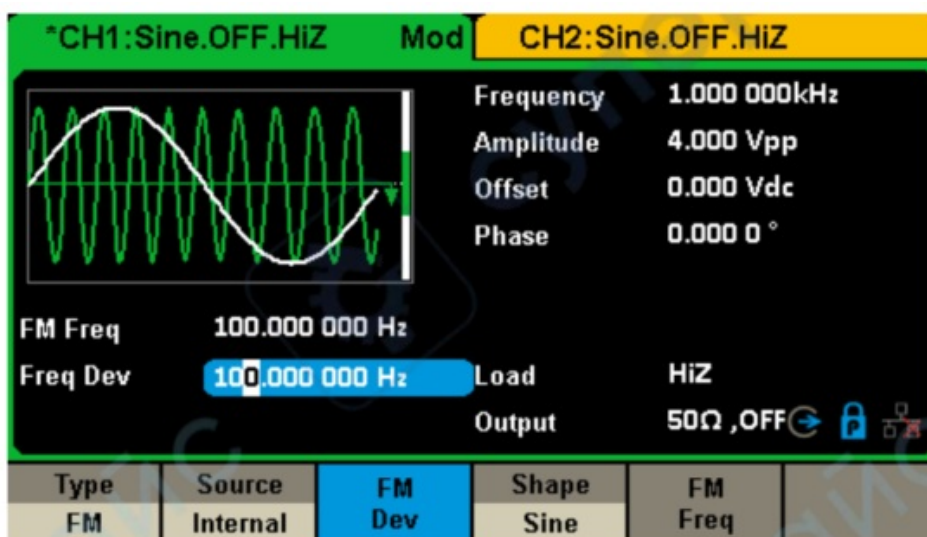 *CH1:Sine.OFF.HiZ Mod CH2:Sine.OFF.HiZ
Frequency 1.000 000kHz
Amplitude 4.000 Vpp
Offset 0.000 Vdc
Phase 0.000 0 °
FM Freq 100.000 000 Hz
Freq Dev 100.000 000 Hz Load HiZ
Output 50Ω ,OFF P
Type Source FM Shape FM
FM Internal Dev Sine Freq